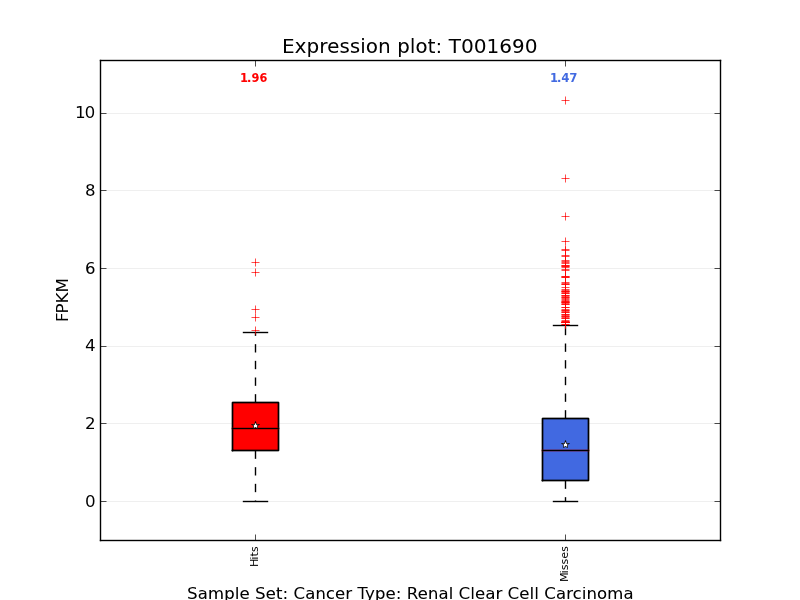 Expression plot: T001690
1.96
1.47
10
8
6
4
2
0
FPKM
Hits
Misses
Sample Set: Cancer Type: Renal Clear Cell Carcinoma